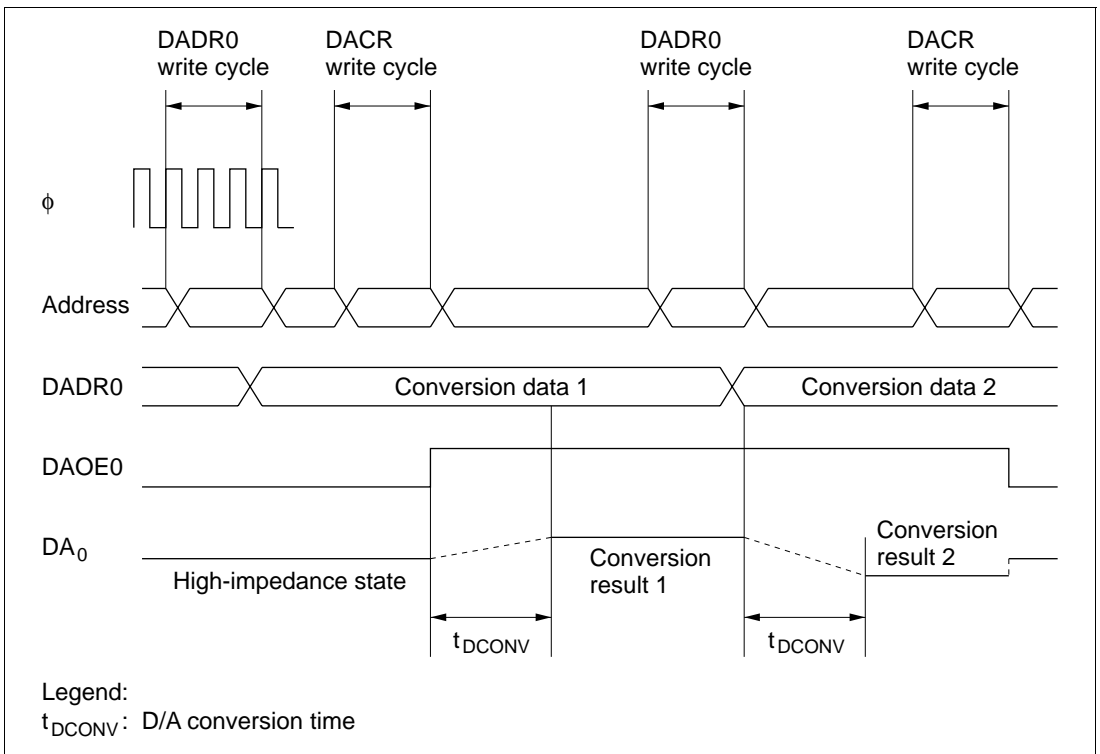 DADR0 write cycle
DACR write cycle
DADR0 write cycle
DACR write cycle
ϕ
Address
DADR0
Conversion data 1
Conversion data 2
DAOE0
DA0
High-impedance state
Conversion result 1
Conversion result 2
tDCONV
tDCONV
Legend:
tDCONV: D/A conversion time